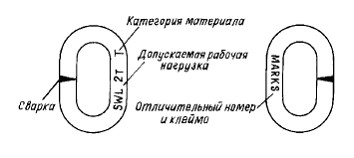 Категория материала
T
Допускаемая рабочая
нагрузка
SWL 2T
Сварка
MARKS
Отличительный номер
и клеймо